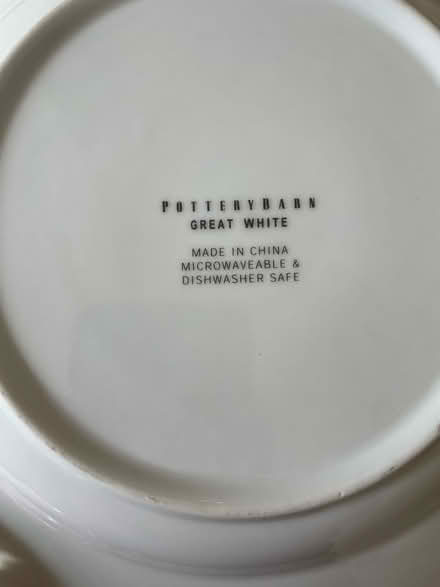 POTTERYBARN
GREAT WHITE
MADE IN CHINA
MICROWAVEABLE &
DISHWASHER SAFE